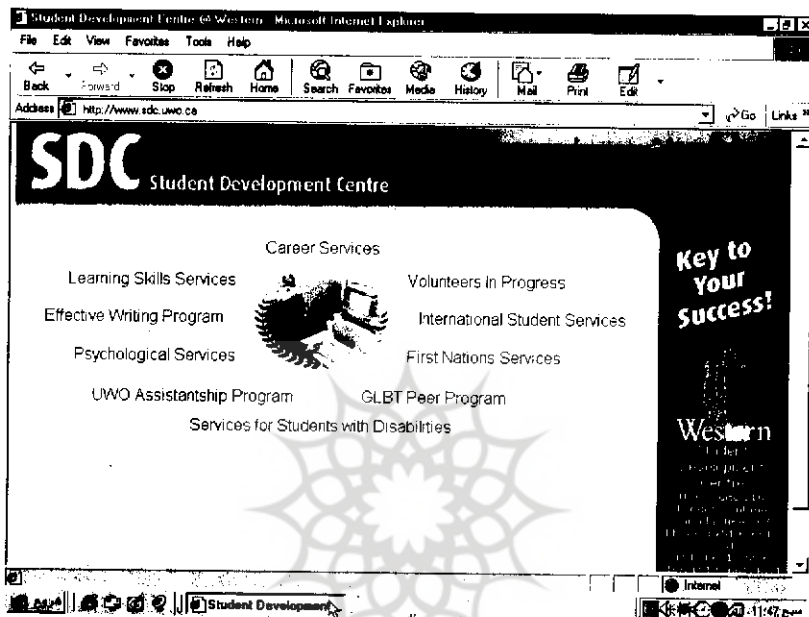 Student Development Centre @ Western - Microsoft Internet Explorer
File Edit View Favorites Tools Help
Back Forward Stop Refresh Home Search Favorites Media History Mail Print Edit
Address http://www.sdc.uwo.ca Go Links »
SDC Student Development Centre
Career Services
Learning Skills Services
Volunteers In Progress
Effective Writing Program
International Student Services
Psychological Services
First Nations Services
UWO Assistantship Program
GLBT Peer Program
Services for Students with Disabilities
Key to
Your
Success!
Western
Internet
Student Development
11:47